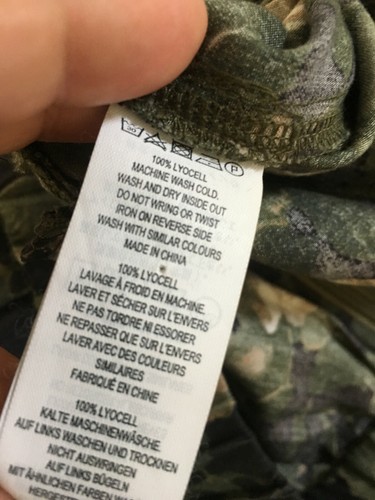 30
P
100% LYOCELL
MACHINE WASH COLD.
WASH AND DRY INSIDE OUT
DO NOT WRING OR TWIST
IRON ON REVERSE SIDE
WASH WITH SIMILAR COLOURS
MADE IN CHINA
100% LYOCELL
LAVAGE À FROID EN MACHINE.
LAVER ET SÉCHER SUR L'ENVERS
NE PAS TORDRE NI ESSORER
NE REPASSER QUE SUR L'ENVERS
LAVER AVEC DES COULEURS
SIMILAIRES
FABRIQUÉ EN CHINE
100% LYOCELL
KALTE MASCHINENWÄSCHE.
AUF LINKS WASCHEN UND TROCKNEN
NICHT AUSWRINGEN
AUF LINKS BÜGELN
MIT ÄHNLICHEN FARBEN